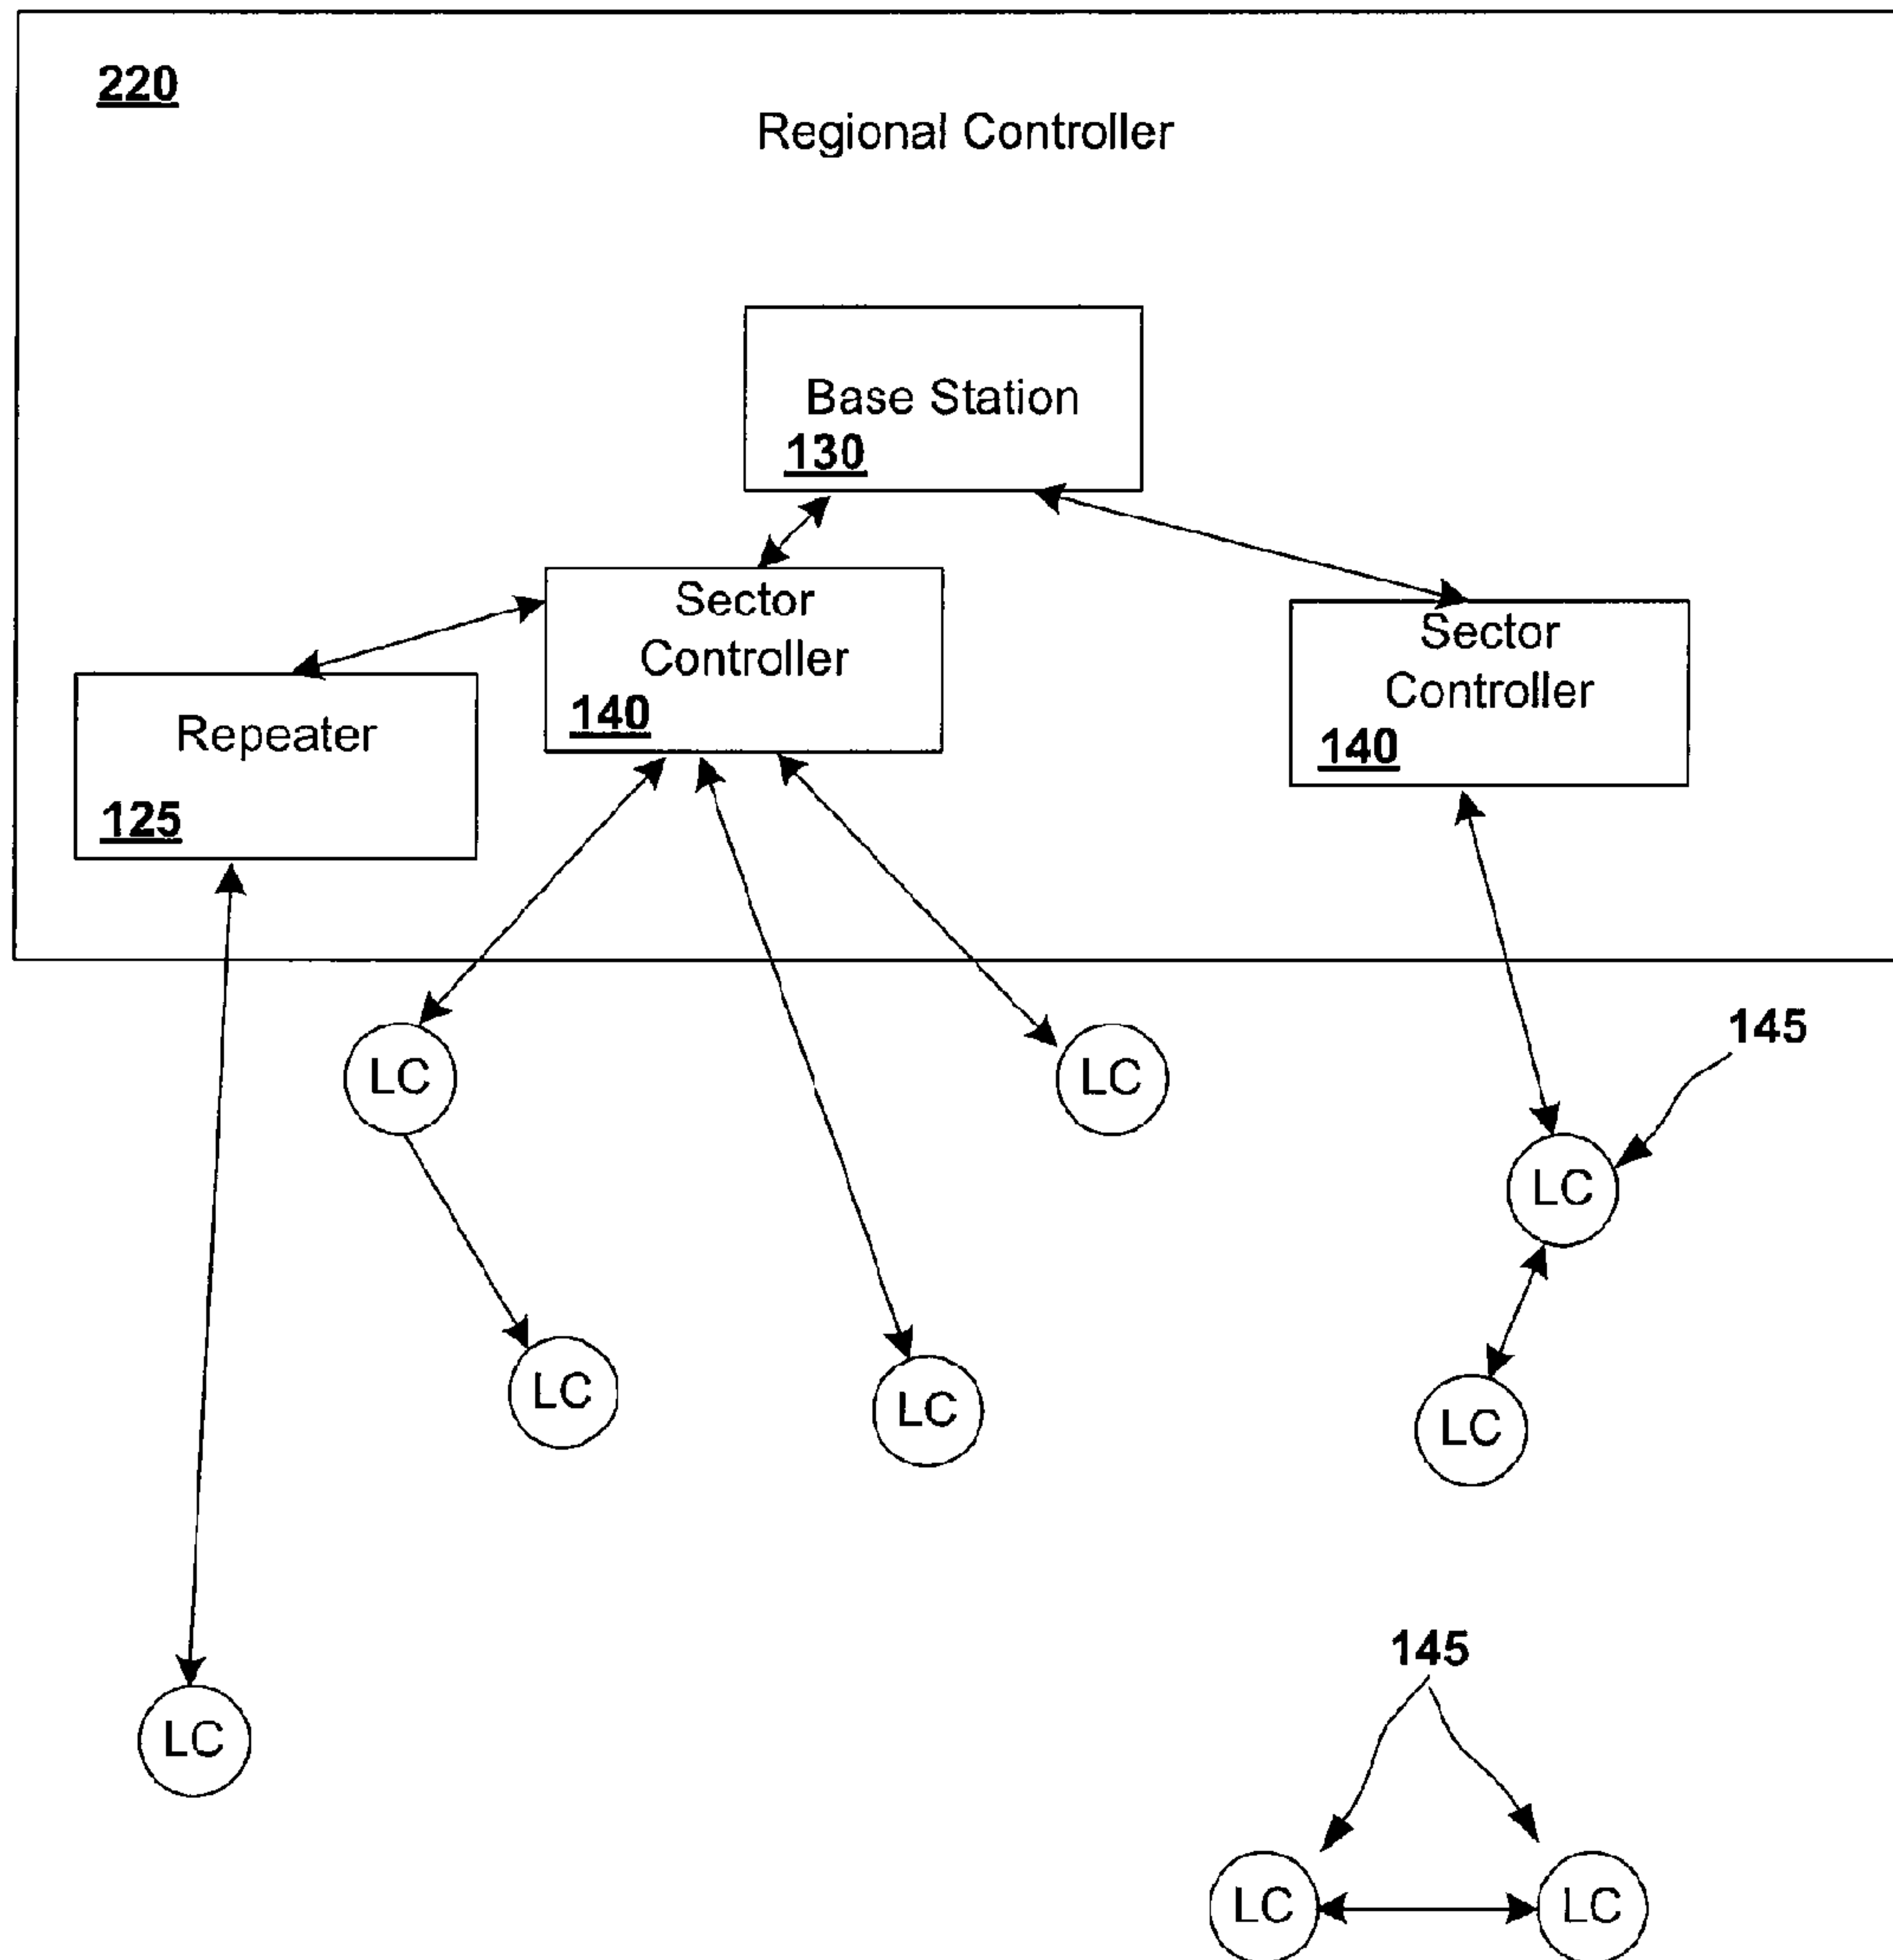 220
Regional Controller
Base Station
130
Sector
Controller
140
Sector
Controller
140
Repeater
125
LC
LC
145
LC
LC
LC
LC
LC
145
LC
LC